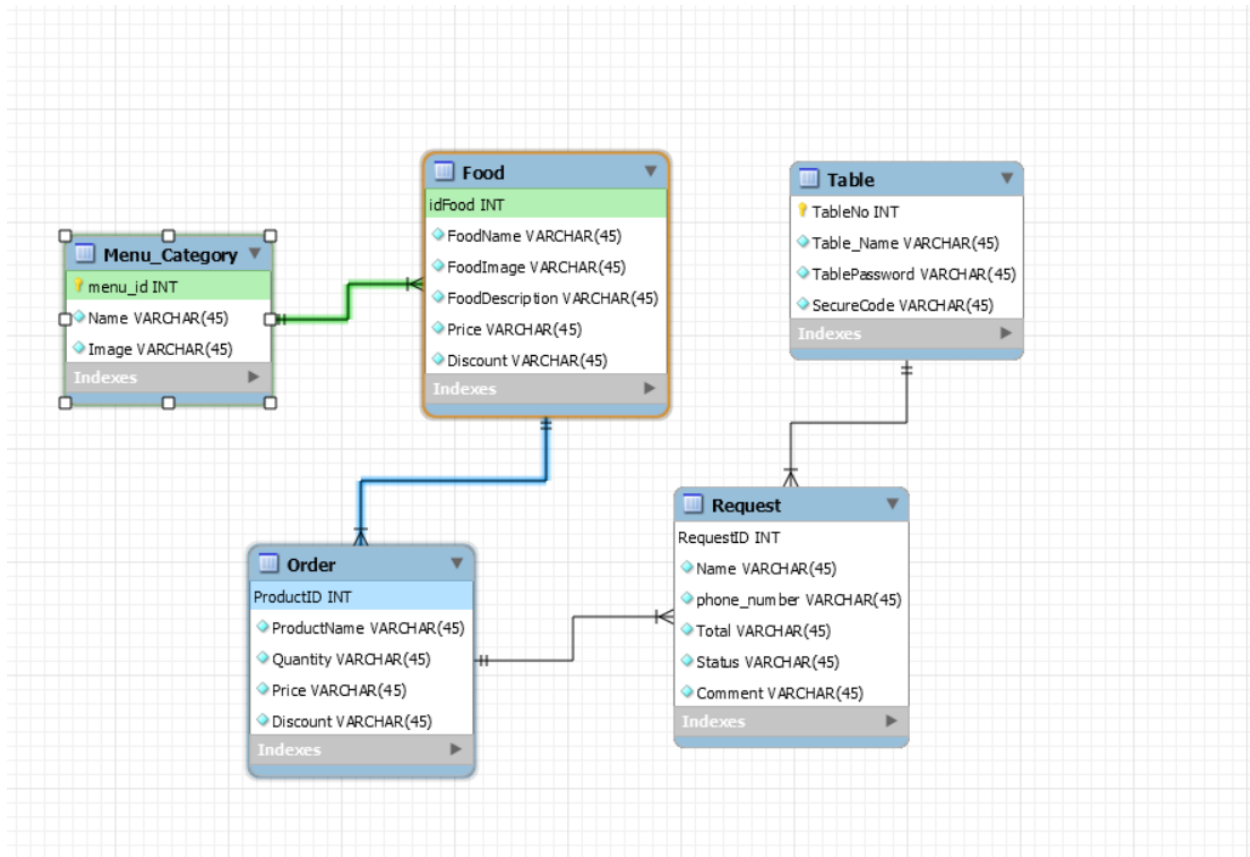 Menu_Category
menu_id INT
Name VARCHAR(45)
Image VARCHAR(45)
Indexes
Food
idFood INT
FoodName VARCHAR(45)
FoodImage VARCHAR(45)
FoodDescription VARCHAR(45)
Price VARCHAR(45)
Discount VARCHAR(45)
Indexes
Table
TableNo INT
Table_Name VARCHAR(45)
TablePassword VARCHAR(45)
SecureCode VARCHAR(45)
Indexes
Order
ProductID INT
ProductName VARCHAR(45)
Quantity VARCHAR(45)
Price VARCHAR(45)
Discount VARCHAR(45)
Indexes
Request
RequestID INT
Name VARCHAR(45)
phone_number VARCHAR(45)
Total VARCHAR(45)
Status VARCHAR(45)
Comment VARCHAR(45)
Indexes